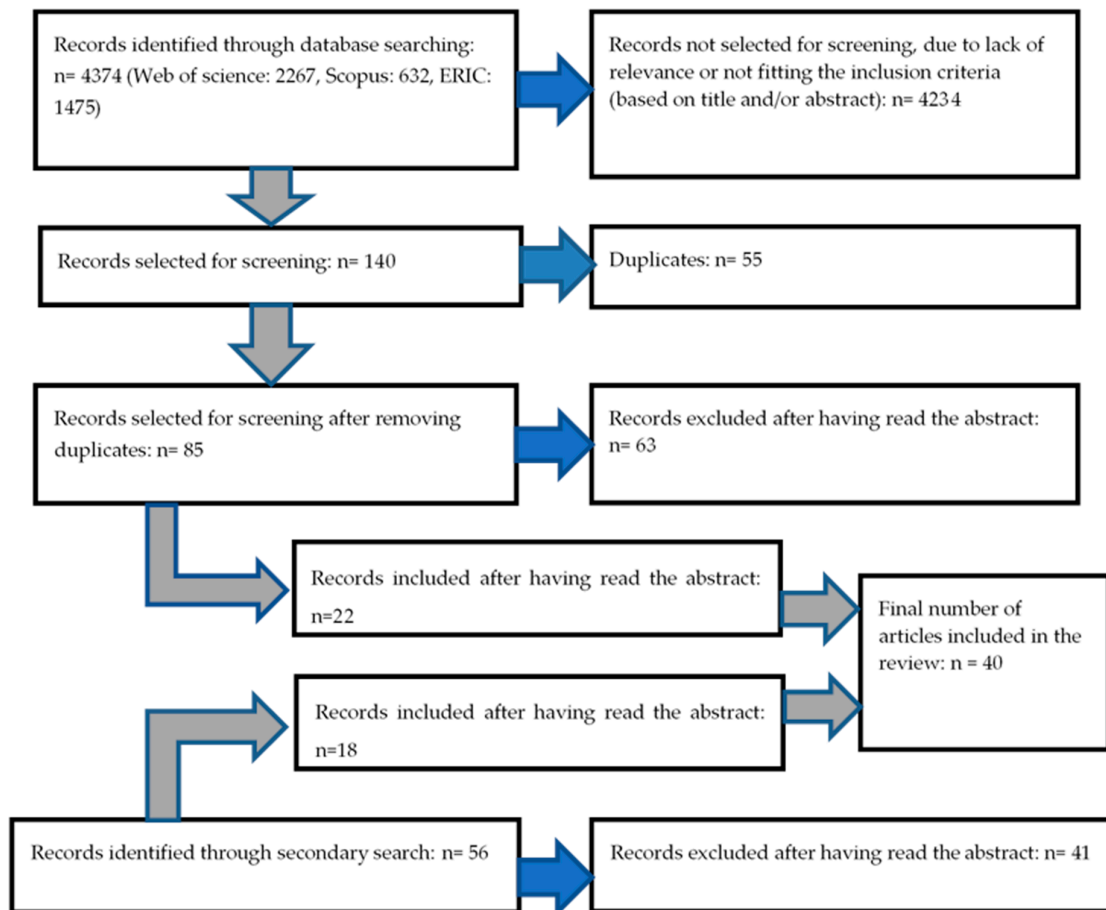 Records identified through database searching:
n= 4374 (Web of science: 2267, Scopus: 632, ERIC:
1475)
Records not selected for screening, due to lack of
relevance or not fitting the inclusion criteria
(based on title and/or abstract): n= 4234
Records selected for screening: n= 140
Duplicates: n= 55
Records selected for screening after removing
duplicates: n= 85
Records excluded after having read the abstract:
n= 63
Records included after having read the abstract:
n=22
Final number of
articles included in the
review: n = 40
Records included after having read the abstract:
n=18
Records identified through secondary search: n= 56
Records excluded after having read the abstract: n= 41